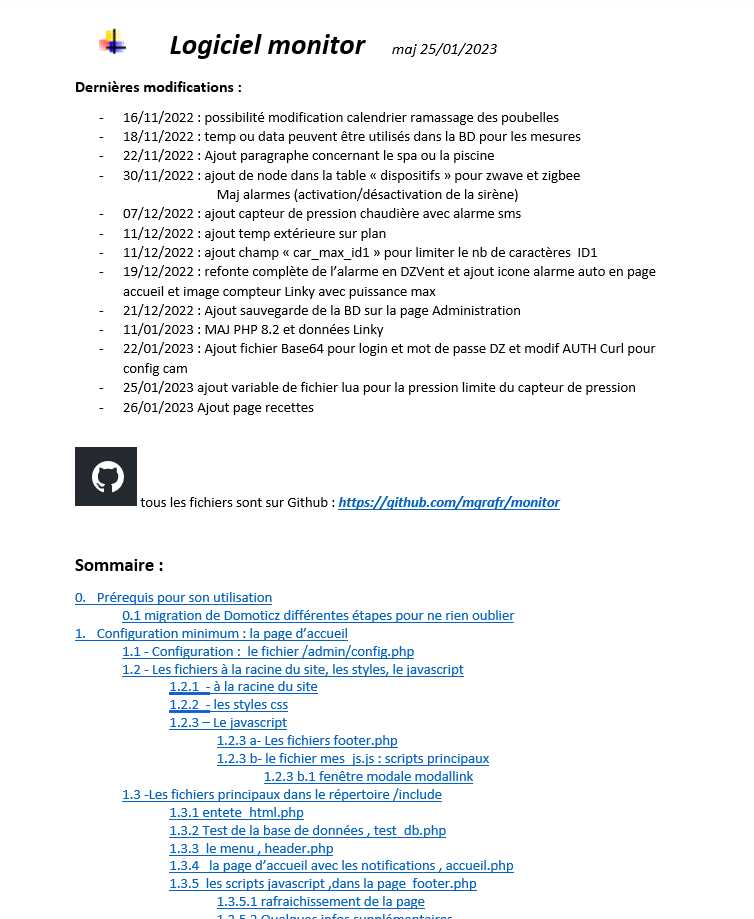 Logiciel monitor maj 25/01/2023
Dernières modifications :
- 16/11/2022 : possibilité modification calendrier ramassage des poubelles
- 18/11/2022 : temp ou data peuvent être utilisés dans la BD pour les mesures
- 22/11/2022 : Ajout paragraphe concernant le spa ou la piscine
- 30/11/2022 : ajout de node dans la table « dispositifs » pour zwave et zigbee
Maj alarmes (activation/désactivation de la sirène)
- 07/12/2022 : ajout capteur de pression chaudière avec alarme sms
- 11/12/2022 : ajout temp extérieure sur plan
- 11/12/2022 : ajout champ « car_max_id1 » pour limiter le nb de caractères ID1
- 19/12/2022 : refonte complète de l’alarme en DZVent et ajout icone alarme auto en page
accueil et image compteur Linky avec puissance max
- 21/12/2022 : Ajout sauvegarde de la BD sur la page Administration
- 11/01/2023 : MAJ PHP 8.2 et données Linky
- 22/01/2023 : Ajout fichier Base64 pour login et mot de passe DZ et modif AUTH Curl pour
config cam
- 25/01/2023 ajout variable de fichier lua pour la pression limite du capteur de pression
- 26/01/2023 Ajout page recettes
tous les fichiers sont sur Github : https://github.com/mgrafr/monitor
Sommaire :
0. Prérequis pour son utilisation
0.1 migration de Domoticz différentes étapes pour ne rien oublier
1. Configuration minimum : la page d’accueil
1.1 - Configuration : le fichier /admin/config.php
1.2 - Les fichiers à la racine du site, les styles, le javascript
1.2.1 - à la racine du site
1.2.2 - les styles css
1.2.3 – Le javascript
1.2.3 a- Les fichiers footer.php
1.2.3 b- le fichier mes_js.js : scripts principaux
1.2.3 b.1 fenêtre modale modallink
1.3 -Les fichiers principaux dans le répertoire /include
1.3.1 entete_html.php
1.3.2 Test de la base de données , test_db.php
1.3.3 le menu , header.php
1.3.4 la page d’accueil avec les notifications , accueil.php
1.3.5 les scripts javascript ,dans la page footer.php
1.3.5.1 rafraichissement de la page
1.3.5.2 Quelques infos supplémentaires